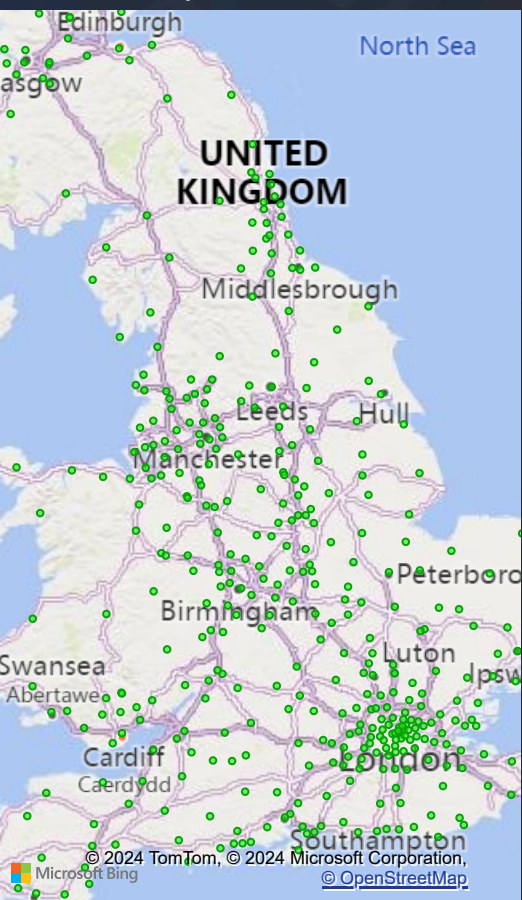 Edinburgh
North Sea
asgow
UNITED
KINGDOM
Middlesbrough
Leeds
Hull
Manchester
Peterboro
Birmingham
Luton
Swansea
Ipsw
Abertawe
Cardiff
London
Caerdydd
Southampton
© 2024 TomTom, © 2024 Microsoft Corporation,
Microsoft Bing
© OpenStreetMap